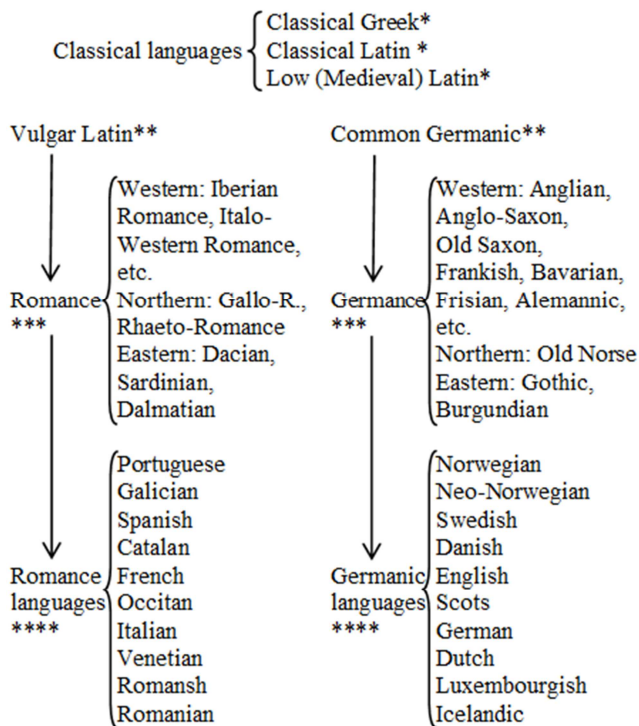 Classical languages
Classical Greek*
Classical Latin *
Low (Medieval) Latin*
Vulgar Latin**
Romance
***
Western: Iberian
Romance, Italo-
Western Romance,
etc.
Northern: Gallo-R.,
Rhaeto-Romance
Eastern: Dacian,
Sardinian,
Dalmatian
Romance
languages
****
Portuguese
Galician
Spanish
Catalan
French
Occitan
Italian
Venetian
Romansh
Romanian
Common Germanic**
Germance
***
Western: Anglian,
Anglo-Saxon,
Old Saxon,
Frankish, Bavarian,
Frisian, Alemannic,
etc.
Northern: Old Norse
Eastern: Gothic,
Burgundian
Germanic
languages
****
Norwegian
Neo-Norwegian
Swedish
Danish
English
Scots
German
Dutch
Luxembourgish
Icelandic